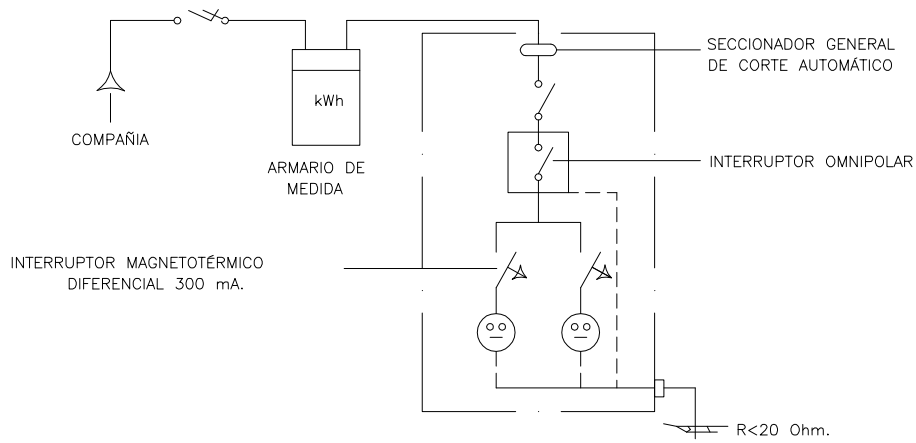 SECCIONADOR GENERAL
DE CORTE AUTOMÁTICO
kWh
COMPAÑIA
ARMARIO DE
MEDIDA
INTERRUPTOR OMNIPOLAR
INTERRUPTOR MAGNETOTÉRMICO
DIFERENCIAL 300 mA.
R<20 Ohm.